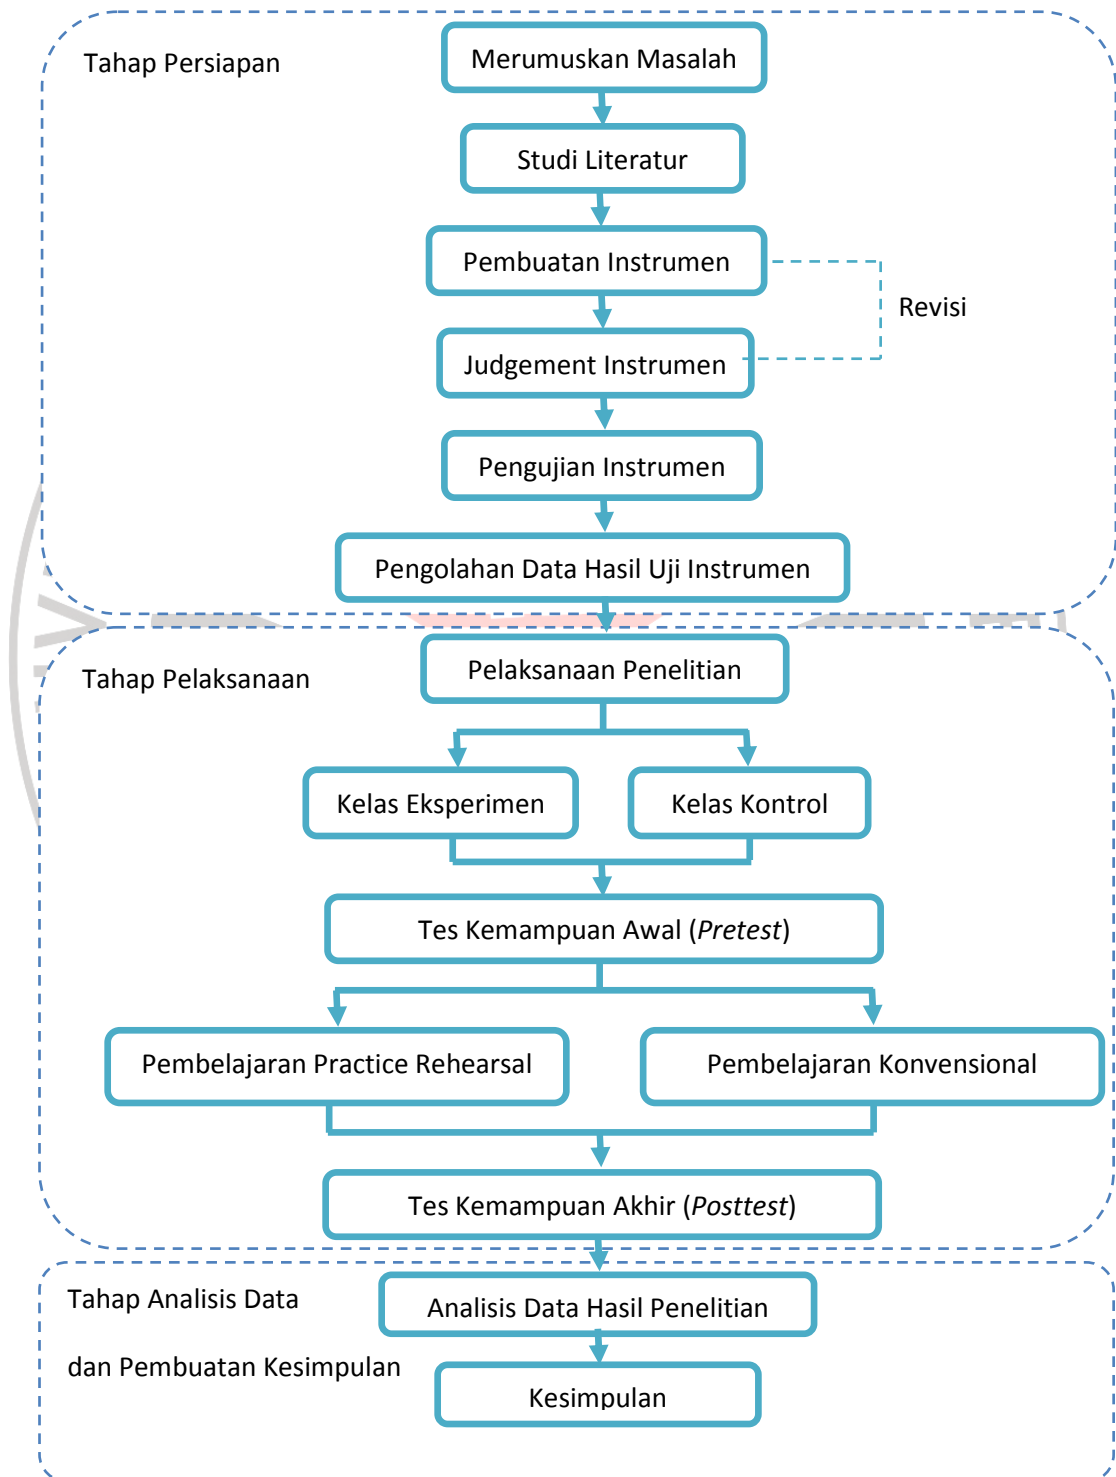 Tahap Persiapan
Merumuskan Masalah
Studi Literatur
Pembuatan Instrumen
Revisi
Judgement Instrumen
Pengujian Instrumen
Pengolahan Data Hasil Uji Instrumen
Tahap Pelaksanaan
Pelaksanaan Penelitian
Kelas Eksperimen
Kelas Kontrol
Tes Kemampuan Awal (Pretest)
Pembelajaran Practice Rehearsal
Pembelajaran Konvensional
Tes Kemampuan Akhir (Posttest)
Tahap Analisis Data
dan Pembuatan Kesimpulan
Analisis Data Hasil Penelitian
Kesimpulan